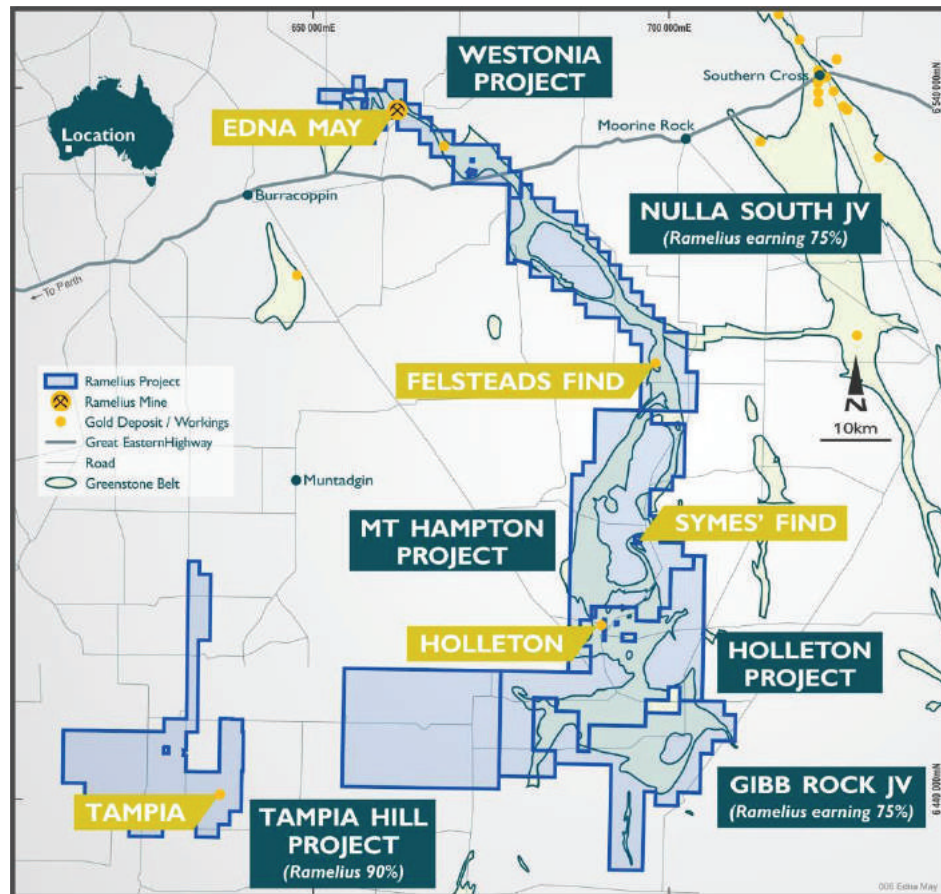 650 000mE
700 000mE
6 540 000mN
WESTONIA
PROJECT
Southern Cross
Location
EDNA MAY
Moorine Rock
Burracoppin
NULLA SOUTH JV
(Ramelius earning 75%)
To Perth
FELSTEADS FIND
N
10km
Ramelius Project
Ramelius Mine
Gold Deposit / Workings
Great EasternHighway
Road
Greenstone Belt
Muntadgin
MT HAMPTON
PROJECT
SYMES' FIND
HOLLETON
HOLLETON
PROJECT
GIBB ROCK JV
(Ramelius earning 75%)
6 440 000mN
TAMPIA
TAMPIA HILL
PROJECT
(Ramelius 90%)
006 Edna May